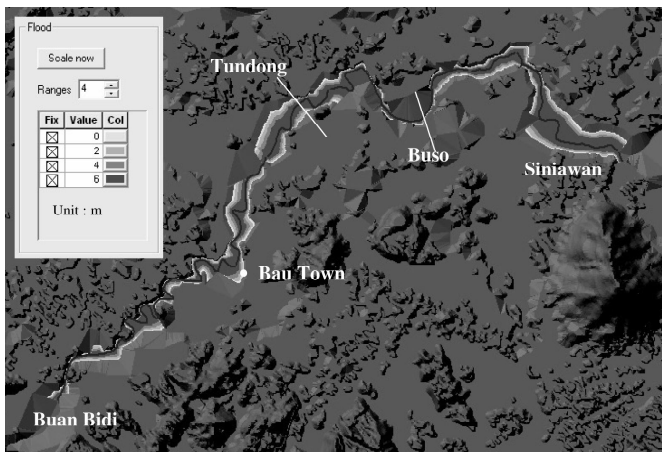 Flood
Scale now
Ranges 4
Fix Value Col
0
2
4
6
Unit : m
Tundong
Buso
Siniawan
Bau Town
Buan Bidi